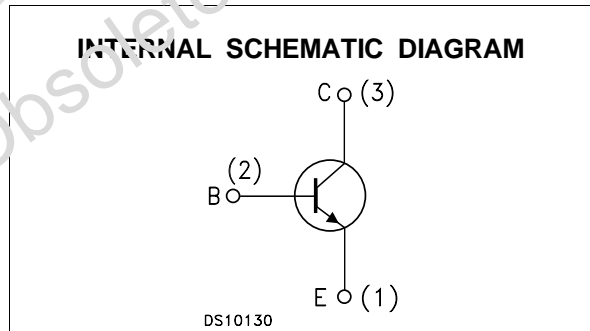 INTERNAL SCHEMATIC DIAGRAM
C (3)
(2)
B
E (1)
DS10130